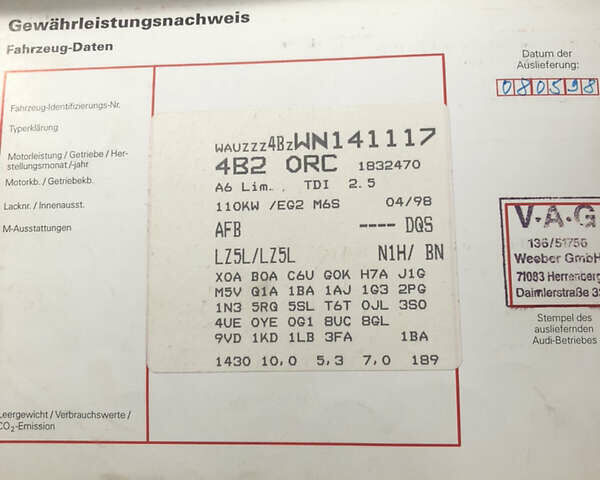 Gewährleistungsnachweis
Fahrzeug-Daten
Datum der
Auslieferung:
080598
Fahrzeug-Identifizierungs-Nr.
Typerklärung
Motorleistung / Getriebe / Her-
stellungsmonat /-jahr
Motorkb. / Getriebekb.
Lacknr. / Innenausst.
M-Ausstattungen
WAUZZZ4BZWN141117
4B2 0RC 1832470
A6 Lim.. TDI 2.5
110KW /EG2 M6S 04/98
AFB ---- DQS
LZ5L/LZ5L N1H/ BN
X0A B0A C6U G0K H7A J1G
M5V Q1A 1BA 1AJ 1G3 2PG
1N3 5RQ 5SL T6T 0JL 3S0
4UE 0YE 0G1 8UC 8GL
9VD 1KD 1LB 3FA 1BA
1430 10,0 5,3 7,0 189
V·A·G
136/51756
Weeber GmbH
71083 Herrenberg
Daimlerstraße
Stempel des
ausliefernden
Audi-Betriebes
Leergewicht / Verbrauchswerte /
CO2-Emission